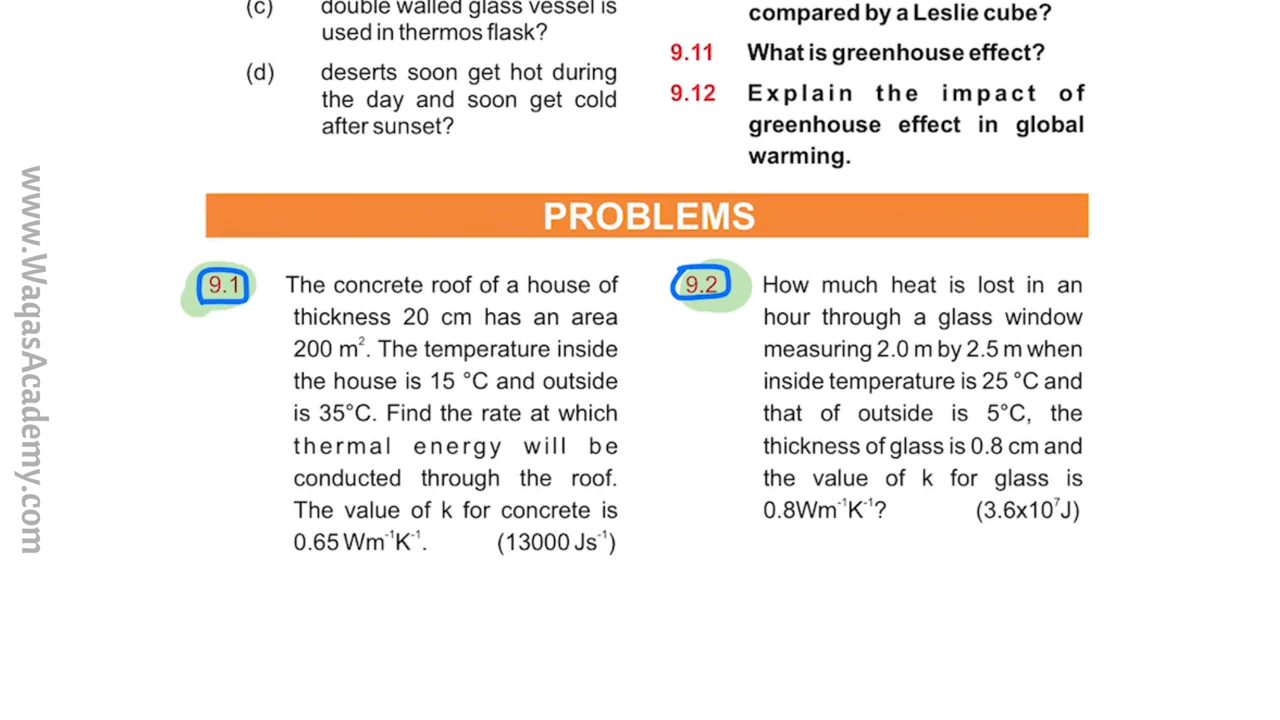 (c) double walled glass vessel is
used in thermos flask?
(d) deserts soon get hot during
the day and soon get cold
after sunset?
compared by a Leslie cube?
9.11 What is greenhouse effect?
9.12 Explain the impact of
greenhouse effect in global
warming.
PROBLEMS
9.1 The concrete roof of a house of
thickness 20 cm has an area
200 m². The temperature inside
the house is 15 °C and outside
is 35°C. Find the rate at which
thermal energy will be
conducted through the roof.
The value of k for concrete is
0.65 Wm⁻¹K⁻¹. (13000 Js⁻¹)
9.2 How much heat is lost in an
hour through a glass window
measuring 2.0 m by 2.5 m when
inside temperature is 25 °C and
that of outside is 5°C, the
thickness of glass is 0.8 cm and
the value of k for glass is
0.8Wm⁻¹K⁻¹? (3.6x10⁷J)
www.WaqasAcademy.com